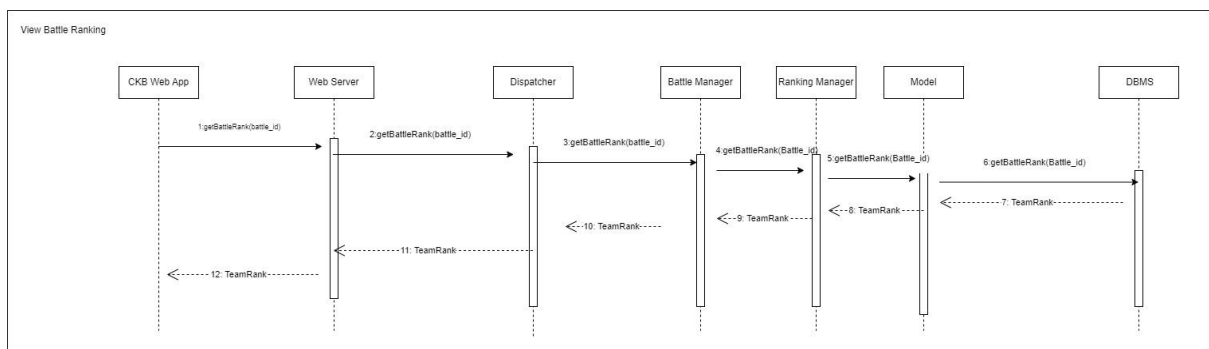 View Battle Ranking
CKB Web App
Web Server
Dispatcher
Battle Manager
Ranking Manager
Model
DBMS
1:getBattleRank(battle_id)
2:getBattleRank(battle_id)
3:getBattleRank(battle_id)
4:getBattleRank(Battle_id)
5:getBattleRank(Battle_id)
6:getBattleRank(Battle_id)
7: TeamRank
8: TeamRank
9: TeamRank
10: TeamRank
11: TeamRank
12: TeamRank